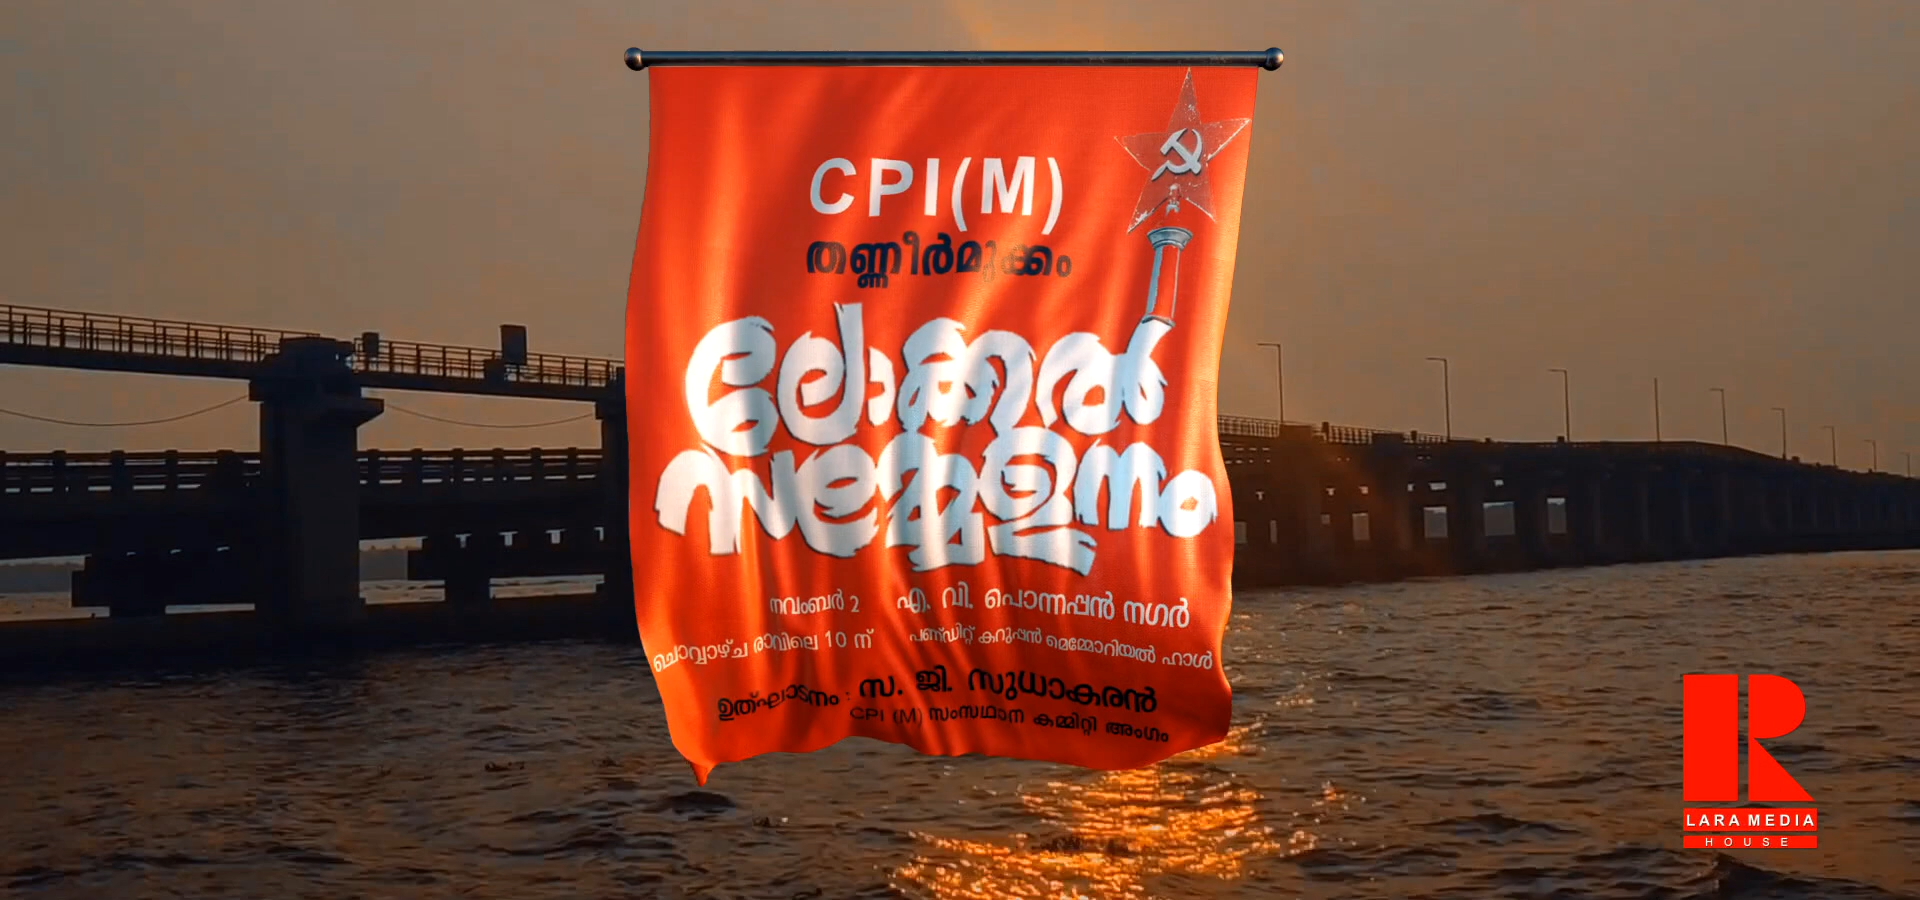 CPI(M)
തണ്ണീർമുക്കം
ലോക്കൽ
സമ്മേളനം
നവംബർ 2
ചൊവ്വാഴ്ച രാവിലെ 10 ന്
എ. വി. പൊന്നപ്പൻ നഗർ
പണ്ഡിറ്റ് കറുപ്പൻ മെമ്മോറിയൽ ഹാൾ
ഉത്ഘാടനം : സ. ജി. സുധാകരൻ
CPI (M) സംസ്ഥാന കമ്മിറ്റി അംഗം
LARA MEDIA
HOUSE